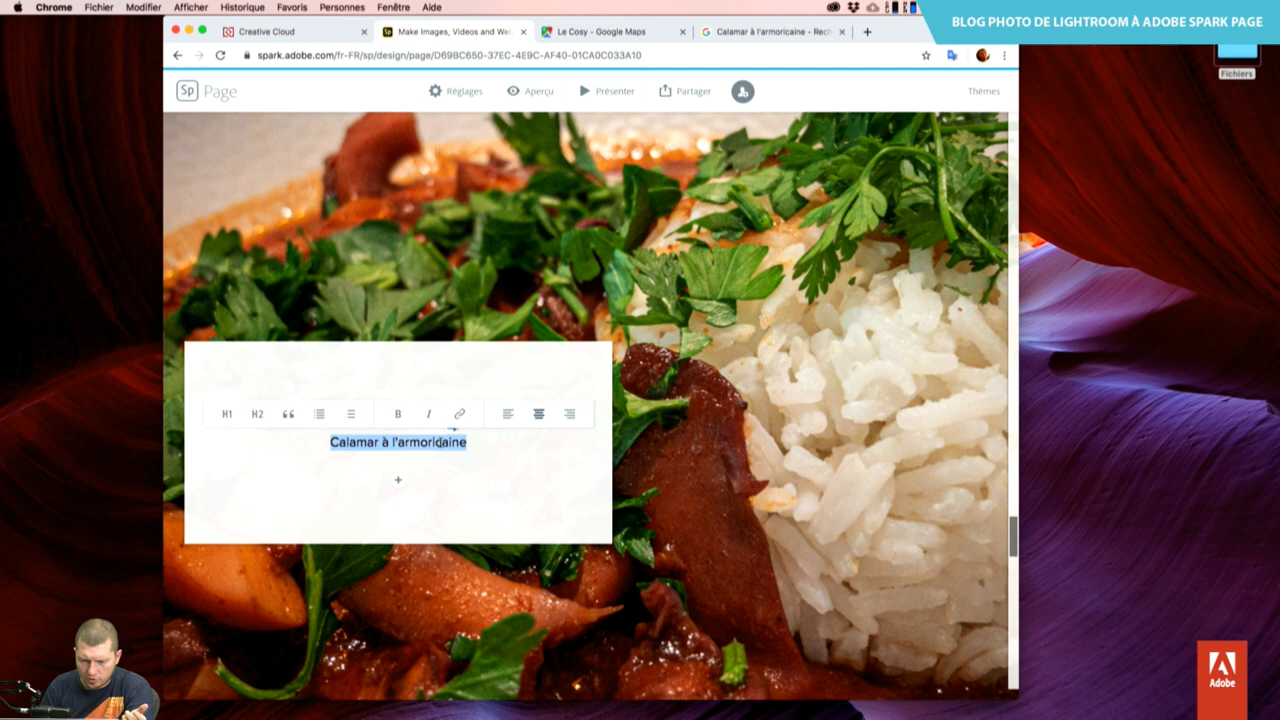 Chrome Fichier Modifier Afficher Historique Favoris Personnes Fenêtre Aide
BLOG PHOTO DE LIGHTROOM À ADOBE SPARK PAGE
Creative Cloud
Make Images, Videos and We
Le Cosy - Google Maps
Calamar à l'armoricaine - Rech
spark.adobe.com/fr-FR/sp/design/page/D69BC650-37EC-4E9C-AF40-01CA0C033A10
Fichiers
Sp Page
Réglages
Aperçu
Présenter
Partager
Thèmes
H1 H2 B I
Calamar à l'armoricaine
Adobe